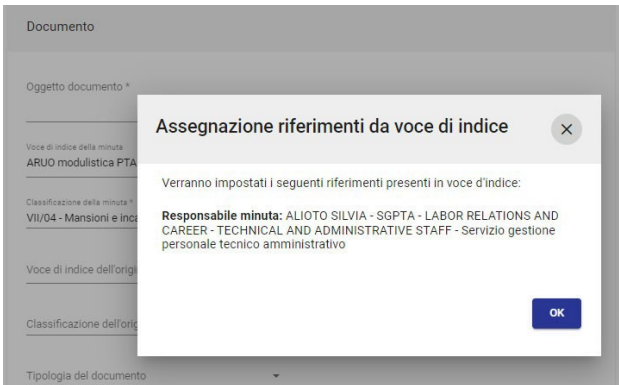 Documento
Oggetto documento *
Assegnazione riferimenti da voce di indice
Voce di indice della minuta
ARUO modulistica PTA
Verranno impostati i seguenti riferimenti presenti in voce d'indice:
Classificazione della minuta *
VII/04 - Mansioni e inca
Responsabile minuta: ALIOTO SILVIA - SGPTA - LABOR RELATIONS AND
CAREER - TECHNICAL AND ADMINISTRATIVE STAFF - Servizio gestione
personale tecnico amministrativo
Voce di indice dell'origi
OK
Classificazione dell'orig
Tipologia del documento